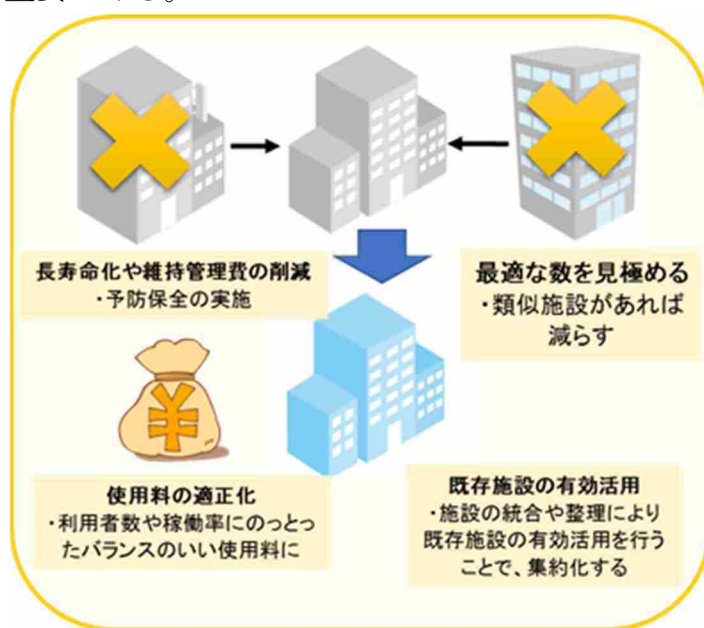 長寿命化や維持管理費の削減
・予防保全の実施
最適な数を見極める
・類似施設があれば
減らす
¥
使用料の適正化
・利用者数や稼働率にのっとっ
たバランスのいい使用料に
既存施設の有効活用
・施設の統合や整理により
既存施設の有効活用を行う
ことで、集約化する